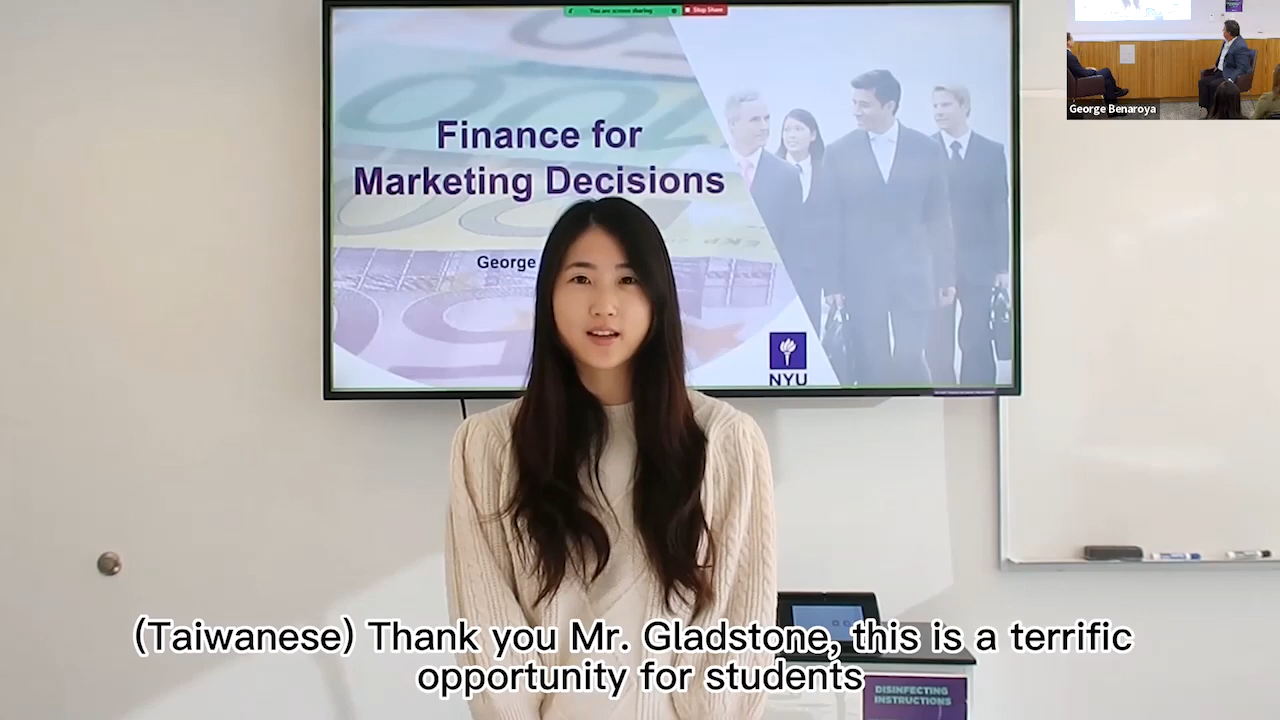 You are screen sharing
Stop Share
Finance for
Marketing Decisions
George
NYU
George Benaroya
(Taiwanese) Thank you Mr. Gladstone, this is a terrific
opportunity for students
DISINFECTING
INSTRUCTIONS